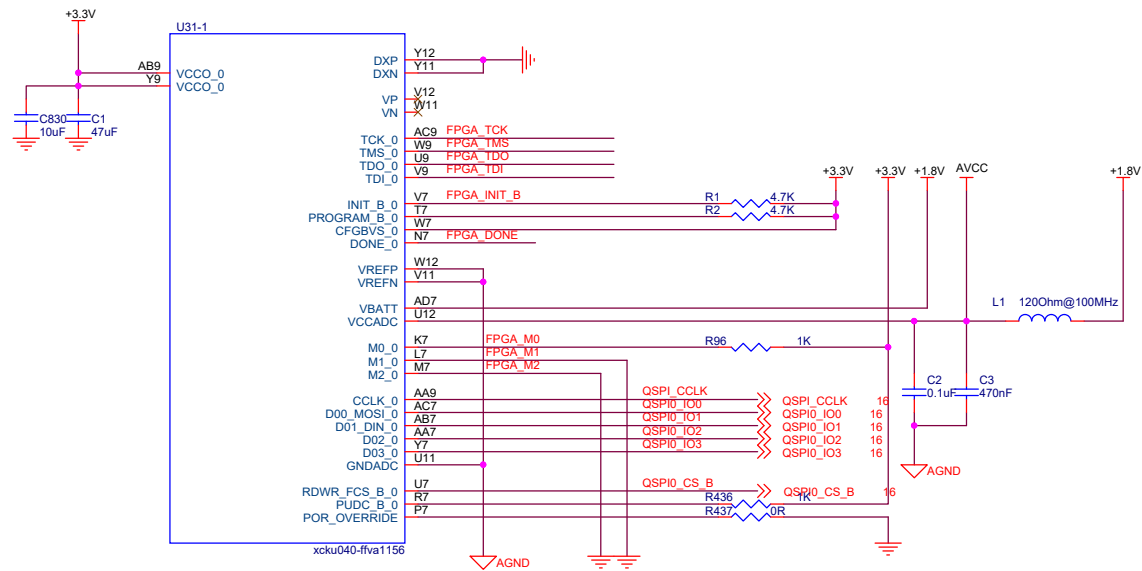 +3.3V
U31-1
AB9
Y9
VCCO_0
VCCO_0
C830
10uF
C1
47uF
DXP
Y12
DXN
Y11
VP
V12
VN
W11
TCK_0
AC9
FPGA_TCK
TMS_0
W9
FPGA_TMS
TDO_0
U9
FPGA_TDO
TDI_0
V9
FPGA_TDI
+3.3V
+3.3V
+1.8V
AVCC
+1.8V
INIT_B_0
V7
FPGA_INIT_B
R1
4.7K
PROGRAM_B_0
T7
R2
4.7K
CFGBVS_0
W7
DONE_0
N7
FPGA_DONE
VREFP
W12
VREFN
V11
VBATT
AD7
VCCADC
U12
L1
120Ohm@100MHz
M0_0
K7
FPGA_M0
R96
1K
M1_0
L7
FPGA_M1
M2_0
M7
FPGA_M2
C2
0.1uF
C3
470nF
CCLK_0
AA9
QSPI_CCLK
QSPI_CCLK
16
D00_MOSI_0
AC7
QSPI0_IO0
QSPI0_IO0
16
D01_DIN_0
AB7
QSPI0_IO1
QSPI0_IO1
16
D02_0
AA7
QSPI0_IO2
QSPI0_IO2
16
D03_0
Y7
QSPI0_IO3
QSPI0_IO3
16
GNDADC
U11
AGND
RDWR_FCS_B_0
U7
QSPI0_CS_B
QSPI0_CS_B
16
PUDC_B_0
R7
R436
1K
POR_OVERRIDE
P7
R437
0R
xcku040-ffva1156
AGND